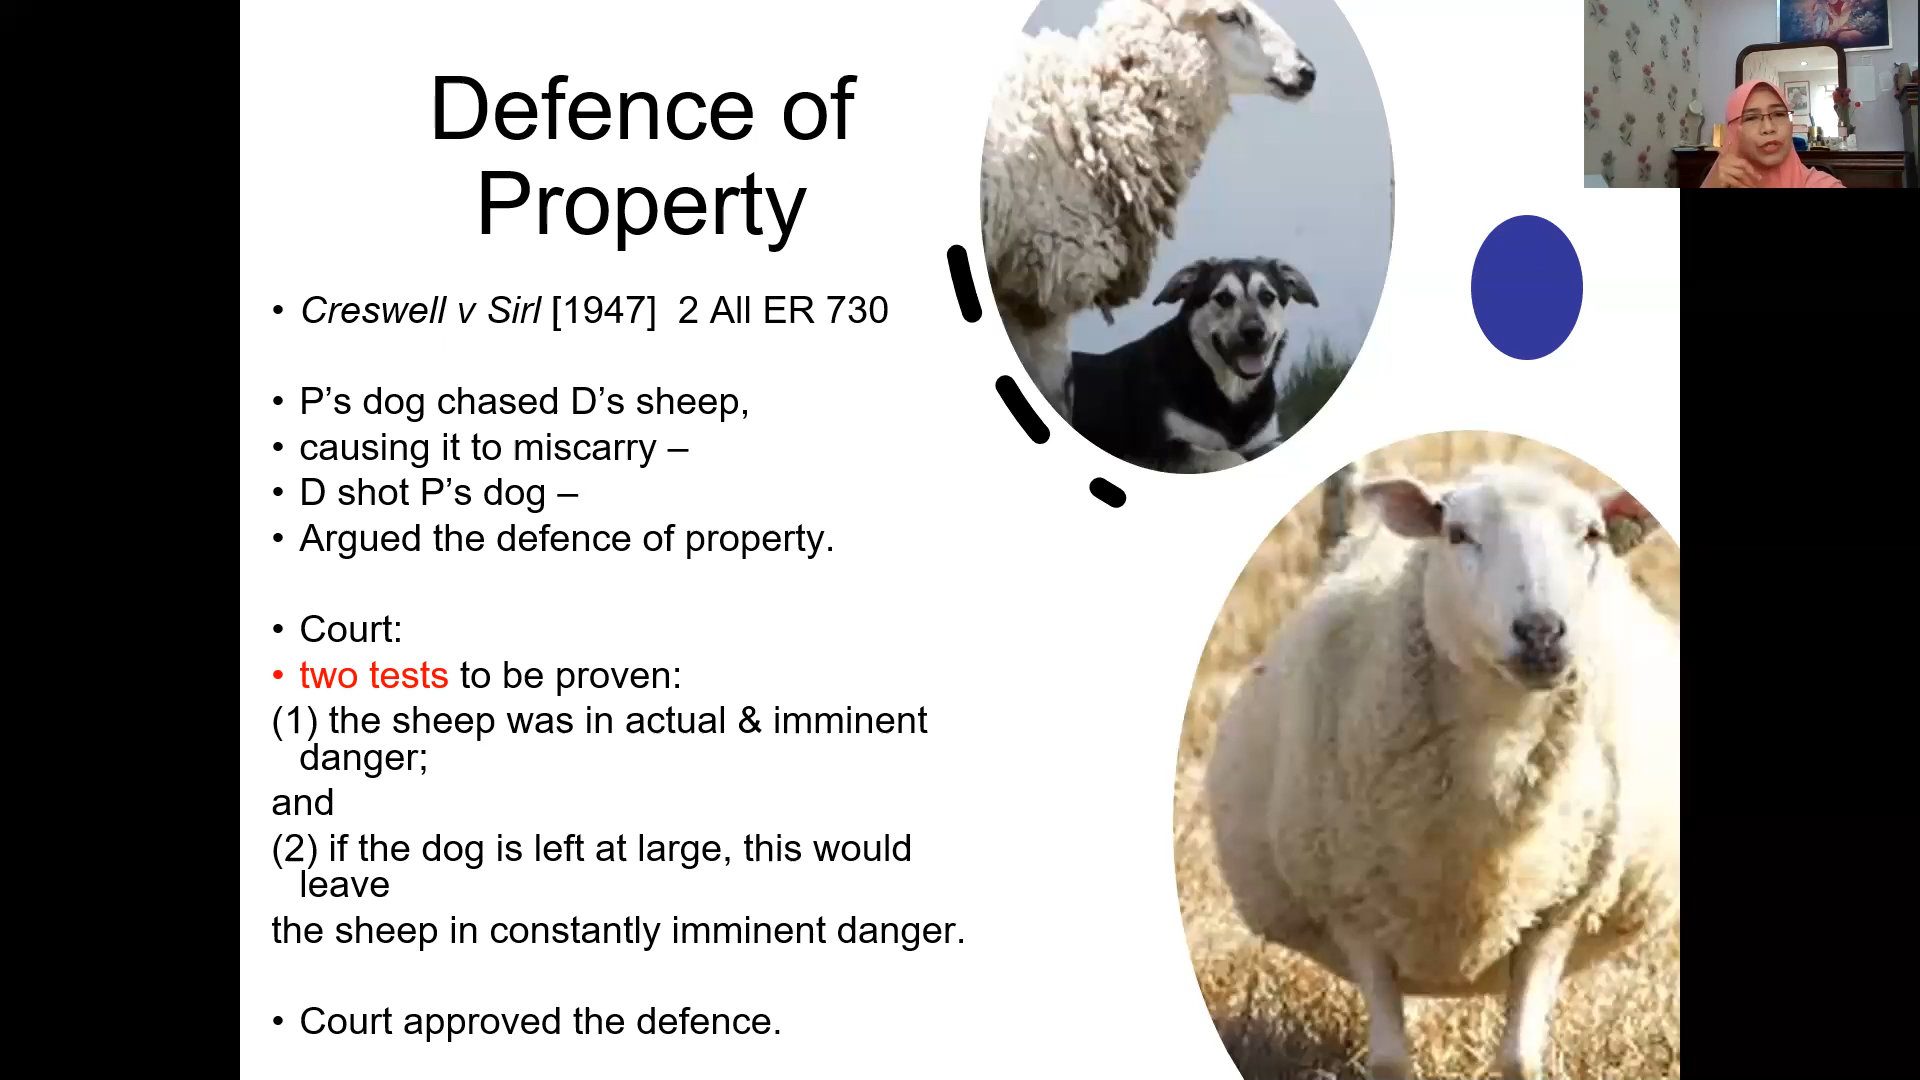 Defence of
Property
• Creswell v Sirl [1947]  2 All ER 730
• P’s dog chased D’s sheep,
• causing it to miscarry –
• D shot P’s dog –
• Argued the defence of property.
• Court:
• two tests to be proven:
(1) the sheep was in actual & imminent
danger;
and
(2) if the dog is left at large, this would
leave
the sheep in constantly imminent danger.
• Court approved the defence.